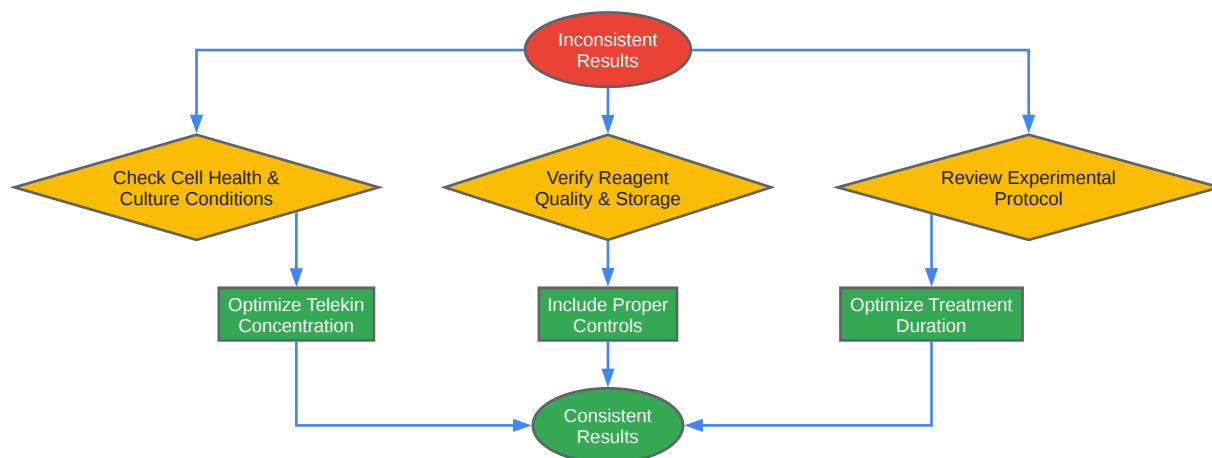 Inconsistent
Results
Check Cell Health &
Culture Conditions
Verify Reagent
Quality & Storage
Review Experimental
Protocol
Optimize Telekin
Concentration
Include Proper
Controls
Optimize Treatment
Duration
Consistent
Results